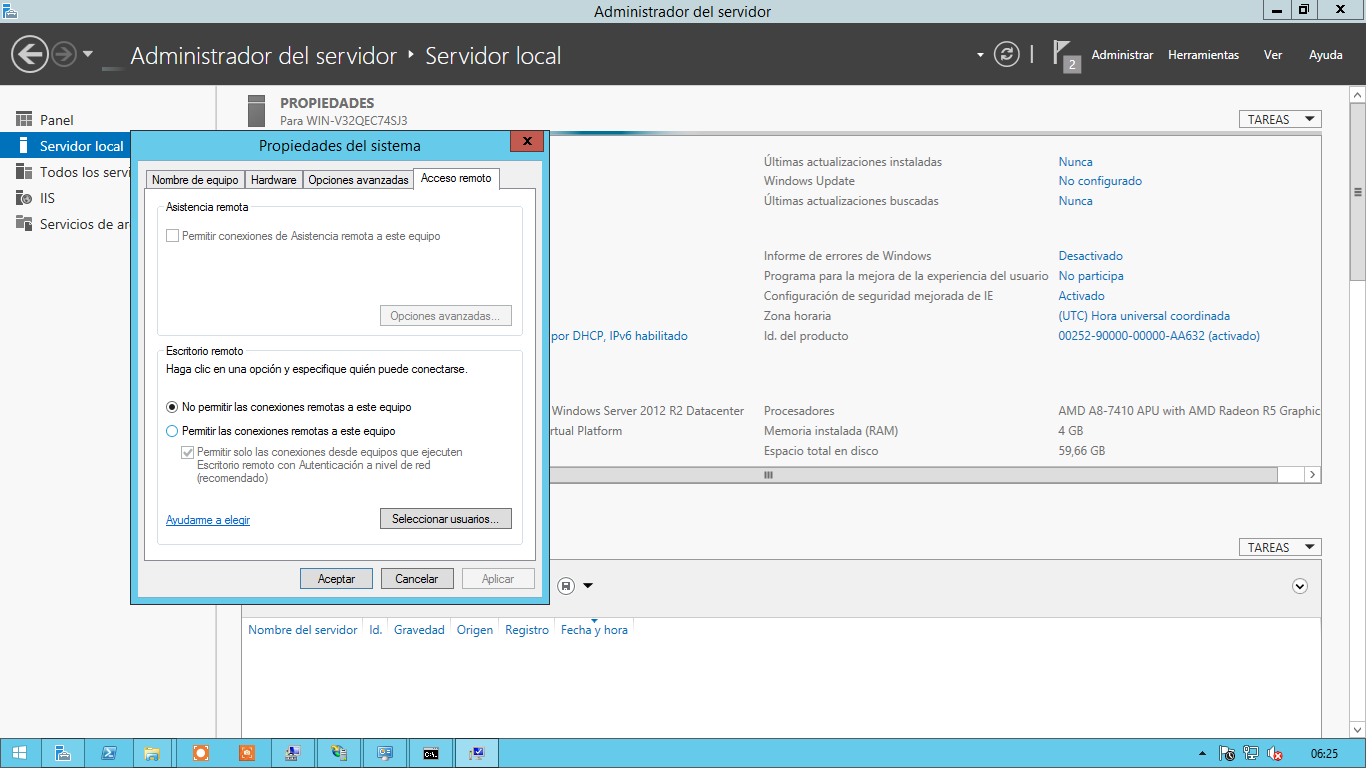 Administrador del servidor
Administrador del servidor ‣ Servidor local
2
Administrar
Herramientas
Ver
Ayuda
Panel
Servidor local
Todos los servi
IIS
Servicios de ar
PROPIEDADES
Para WIN-V32QEC74SJ3
TAREAS
Propiedades del sistema
Nombre de equipo
Hardware
Opciones avanzadas
Acceso remoto
Asistencia remota
Permitir conexiones de Asistencia remota a este equipo
Opciones avanzadas...
Escritorio remoto
Haga clic en una opción y especifique quién puede conectarse.
No permitir las conexiones remotas a este equipo
Permitir las conexiones remotas a este equipo
Permitir solo las conexiones desde equipos que ejecuten
Escritorio remoto con Autenticación a nivel de red
(recomendado)
Ayudarme a elegir
Seleccionar usuarios...
Aceptar
Cancelar
Aplicar
Últimas actualizaciones instaladas Nunca
Windows Update No configurado
Últimas actualizaciones buscadas Nunca
Informe de errores de Windows Desactivado
Programa para la mejora de la experiencia del usuario No participa
Configuración de seguridad mejorada de IE Activado
Zona horaria (UTC) Hora universal coordinada
por DHCP, IPv6 habilitado Id. del producto 00252-90000-00000-AA632 (activado)
Windows Server 2012 R2 Datacenter Procesadores AMD A8-7410 APU with AMD Radeon R5 Graphic
rtual Platform Memoria instalada (RAM) 4 GB
Espacio total en disco 59,66 GB
TAREAS
Nombre del servidor Id. Gravedad Origen Registro Fecha y hora
06:25